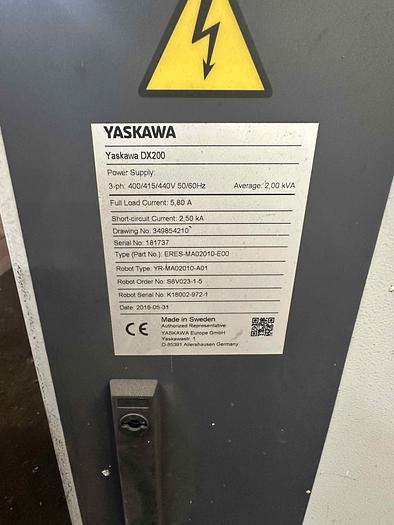 YASKAWA
Yaskawa DX200
Power Supply:
3-ph: 400/415/440V 50/60Hz Average: 2,00 kVA
Full Load Current: 5,80 A
Short-circuit Current: 2,50 kA
Drawing No: 349854210
Serial No: 181737
Type (Part No.): ERES-MA02010-E00
Robot Type: YR-MA02010-A01
Robot Order No: S6V023-1-5
Robot Serial No: K18002-972-1
Date: 2018-05-31
CE
Made in Sweden
Authorized Representative:
YASKAWA Europe GmbH
Yaskawastr. 1
D-85391 Allershausen Germany